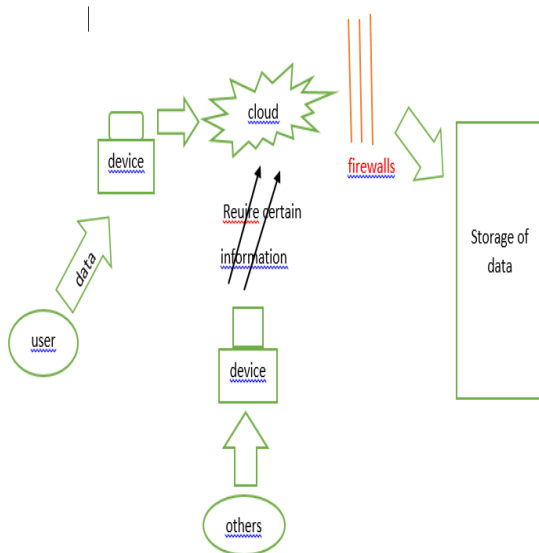 cloud
device
firewalls
Reuire certain
information
Storage of
data
data
user
device
others